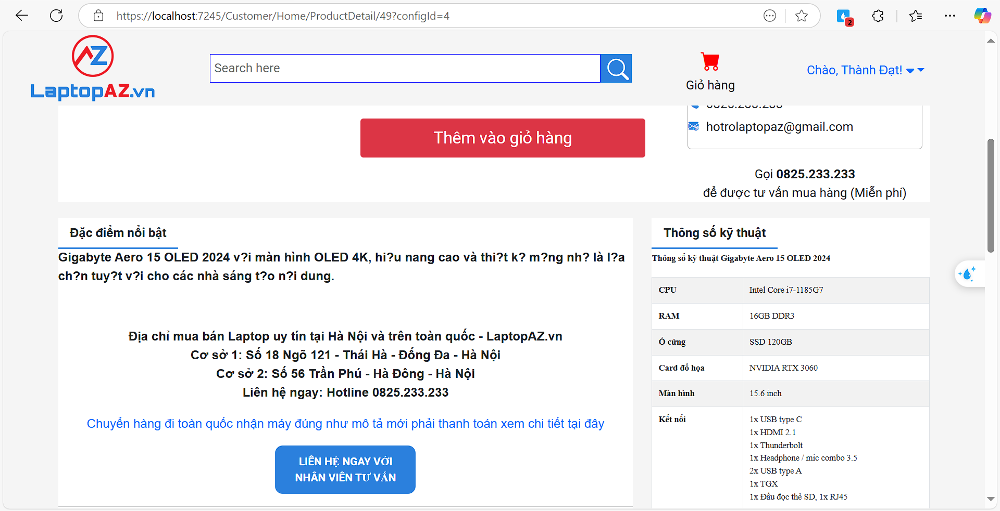 https://localhost:7245/Customer/Home/ProductDetail/49?configId=4
2
AZ
LaptopAZ.vn
Search here
Giỏ hàng
Chào, Thành Đạt!
Thêm vào giỏ hàng
0825.233.233
hotrolaptopaz@gmail.com
Gọi 0825.233.233
để được tư vấn mua hàng (Miễn phí)
Đặc điểm nổi bật
Gigabyte Aero 15 OLED 2024 v?i màn hình OLED 4K, hi?u nang cao và thi?t k? m?ng nh? là l?a
ch?n tuy?t v?i cho các nhà sáng t?o n?i dung.
Địa chỉ mua bán Laptop uy tín tại Hà Nội và trên toàn quốc - LaptopAZ.vn
Cơ sở 1: Số 18 Ngõ 121 - Thái Hà - Đống Đa - Hà Nội
Cơ sở 2: Số 56 Trần Phú - Hà Đông - Hà Nội
Liên hệ ngay: Hotline 0825.233.233
Chuyển hàng đi toàn quốc nhận máy đúng như mô tả mới phải thanh toán xem chi tiết tại đây
LIÊN HỆ NGAY VỚI
NHÂN VIÊN TƯ VẤN
Thông số kỹ thuật
Thông số kỹ thuật Gigabyte Aero 15 OLED 2024
CPU Intel Core i7-1185G7
RAM 16GB DDR3
Ổ cứng SSD 120GB
Card đồ họa NVIDIA RTX 3060
Màn hình 15.6 inch
Kết nối 1x USB type C
1x HDMI 2.1
1x Thunderbolt
1x Headphone / mic combo 3.5
2x USB type A
1x TGX
1x Đầu đọc thẻ SD, 1x RJ45